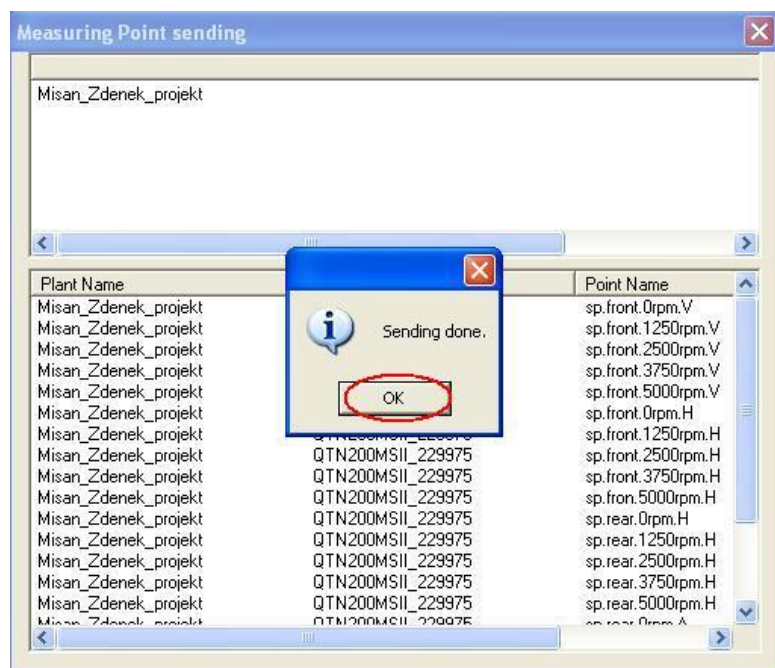 Measuring Point sending
Misan_Zdenek_projekt
Plant Name Point Name
Misan_Zdenek_projekt sp.front.0rpm.V
Misan_Zdenek_projekt sp.front.1250rpm.V
Misan_Zdenek_projekt sp.front.2500rpm.V
Misan_Zdenek_projekt sp.front.3750rpm.V
Misan_Zdenek_projekt sp.front.5000rpm.V
Misan_Zdenek_projekt sp.front.0rpm.H
Misan_Zdenek_projekt sp.front.1250rpm.H
Misan_Zdenek_projekt QTN200MSII_229975 sp.front.2500rpm.H
Misan_Zdenek_projekt QTN200MSII_229975 sp.front.3750rpm.H
Misan_Zdenek_projekt QTN200MSII_229975 sp.fron.5000rpm.H
Misan_Zdenek_projekt QTN200MSII_229975 sp.rear.0rpm.H
Misan_Zdenek_projekt QTN200MSII_229975 sp.rear.1250rpm.H
Misan_Zdenek_projekt QTN200MSII_229975 sp.rear.2500rpm.H
Misan_Zdenek_projekt QTN200MSII_229975 sp.rear.3750rpm.H
Misan_Zdenek_projekt QTN200MSII_229975 sp.rear.5000rpm.H
Sending done.
OK